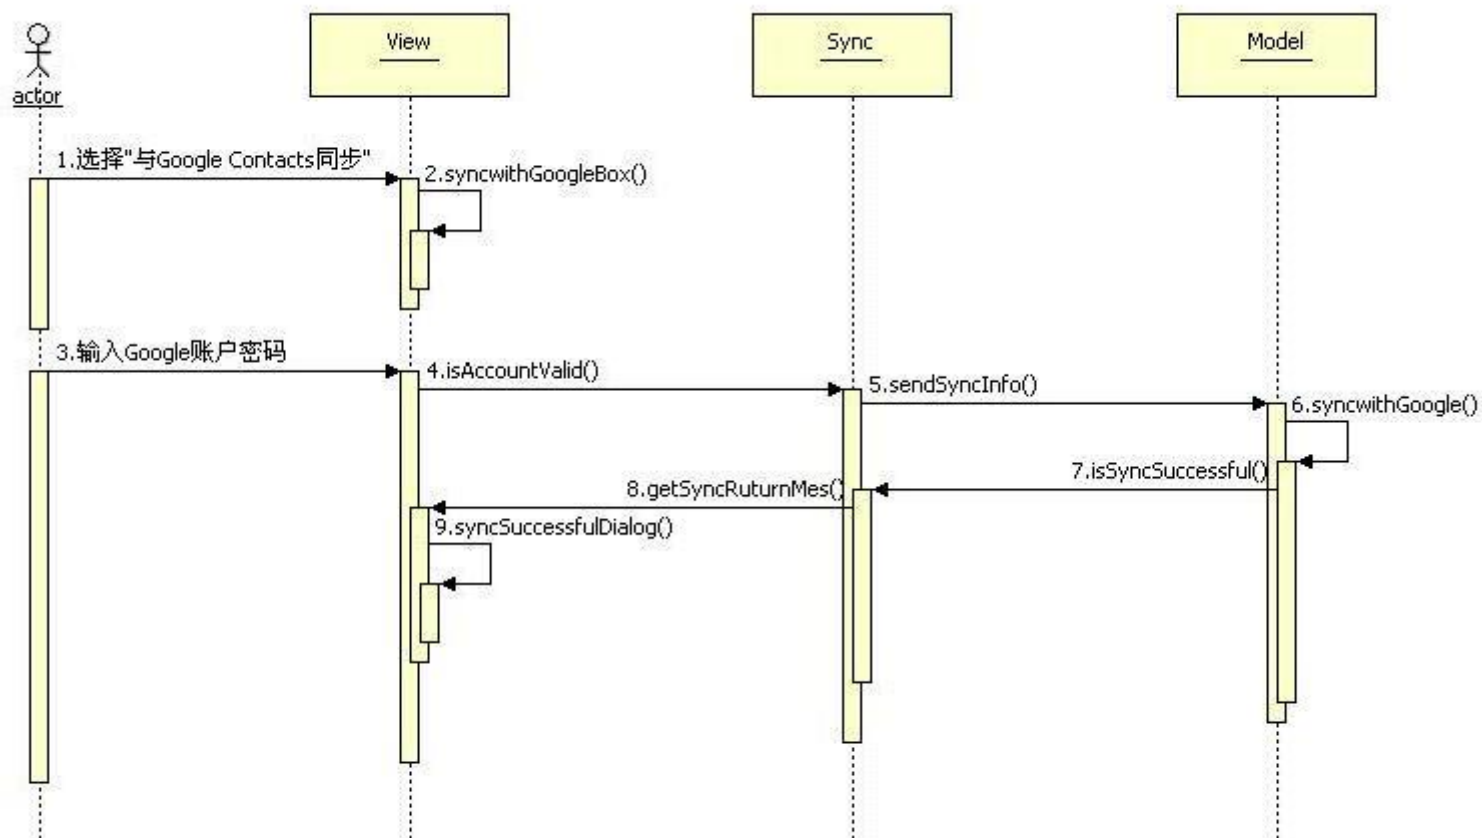 View
Sync
Model
actor
1.选择"与Google Contacts同步"
2.syncwithGoogleBox()
3.输入Google账户密码
4.isAccountValid()
5.sendSyncInfo()
6.syncwithGoogle()
7.isSyncSuccessful()
8.getSyncRuturnMes()
9.syncSuccessfulDialog()